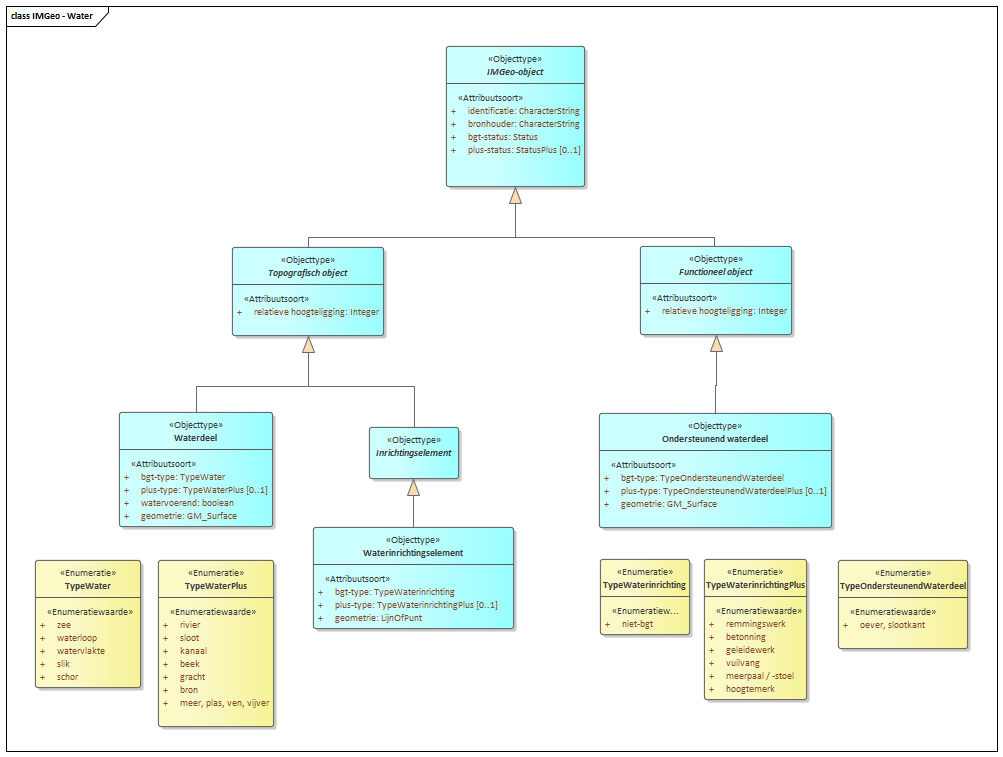 class IMGeo - Water
«Objecttype»
IMGeo-object
«Attribuutsoort»
+ identificatie: CharacterString
+ bronhouder: CharacterString
+ bgt-status: Status
+ plus-status: StatusPlus [0..1]
«Objecttype»
Topografisch object
«Attribuutsoort»
+ relatieve hoogteligging: Integer
«Objecttype»
Functioneel object
«Attribuutsoort»
+ relatieve hoogteligging: Integer
«Objecttype»
Waterdeel
«Attribuutsoort»
+ bgt-type: TypeWater
+ plus-type: TypeWaterPlus [0..1]
+ watervoerend: boolean
+ geometrie: GM_Surface
«Objecttype»
Inrichtingselement
«Objecttype»
Ondersteunend waterdeel
«Attribuutsoort»
+ bgt-type: TypeOndersteunendWaterdeel
+ plus-type: TypeOndersteunendWaterdeelPlus [0..1]
+ geometrie: GM_Surface
«Objecttype»
Waterinrichtingselement
«Attribuutsoort»
+ bgt-type: TypeWaterinrichting
+ plus-type: TypeWaterinrichtingPlus [0..1]
+ geometrie: LijnOfPunt
«Enumeratie»
TypeWater
«Enumeratiewaarde»
+ zee
+ waterloop
+ watervlakte
+ slik
+ schor
«Enumeratie»
TypeWaterPlus
«Enumeratiewaarde»
+ rivier
+ sloot
+ kanaal
+ beek
+ gracht
+ bron
+ meer, plas, ven, vijver
«Enumeratie»
TypeWaterinrichting
«Enumeratiew...
+ niet-bgt
«Enumeratie»
TypeWaterinrichtingPlus
«Enumeratiewaarde»
+ remmingswerk
+ betonning
+ geleidewerk
+ vuilvang
+ meerpaal / -stoel
+ hoogtemerk
«Enumeratie»
TypeOndersteunendWaterdeel
«Enumeratiewaarde»
+ oever, slootkant